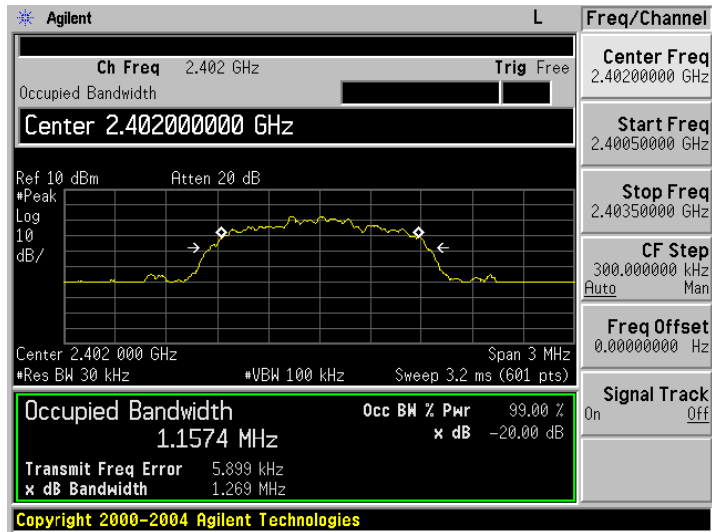 Agilent L Freq/Channel
Ch Freq 2.402 GHz Trig Free
Occupied Bandwidth
Center 2.402000000 GHz
Ref 10 dBm Atten 20 dB
#Peak
Log
10
dB/
Center 2.402 000 GHz Span 3 MHz
#Res BW 30 kHz #VBW 100 kHz Sweep 3.2 ms (601 pts)
Occupied Bandwidth Occ BW % Pwr 99.00 %
1.1574 MHz x dB -20.00 dB
Transmit Freq Error 5.899 kHz
x dB Bandwidth 1.269 MHz
Copyright 2000-2004 Agilent Technologies
Center Freq
2.40200000 GHz
Start Freq
2.40050000 GHz
Stop Freq
2.40350000 GHz
CF Step
300.000000 kHz
Auto Man
Freq Offset
0.00000000 Hz
Signal Track
On Off